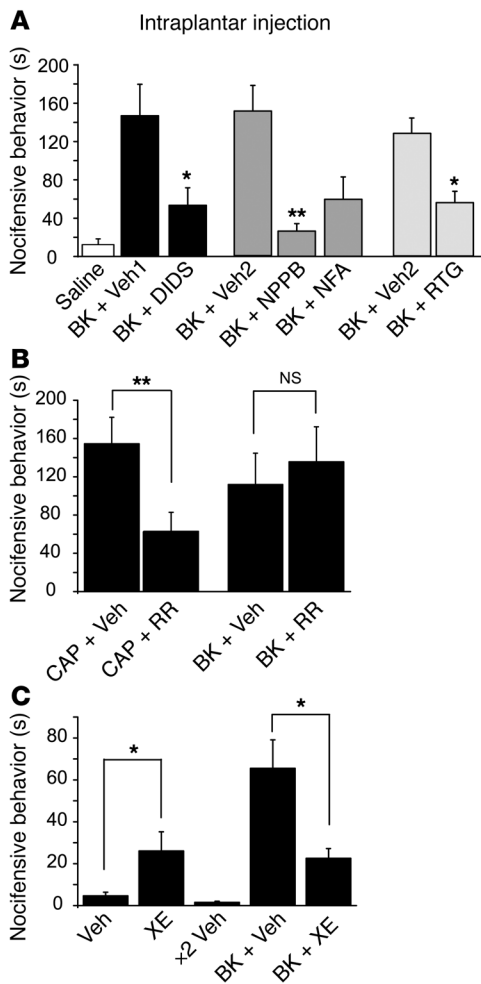 A
Intraplantar injection
Nocifensive behavior (s)
200
160
120
80
40
0
*
**
*
Saline
BK + Veh1
BK + DIDS
BK + Veh2
BK + NPPB
BK + NFA
BK + Veh2
BK + RTG
B
Nocifensive behavior (s)
200
160
120
80
40
0
**
NS
CAP + Veh
CAP + RR
BK + Veh
BK + RR
C
Nocifensive behavior (s)
80
60
40
20
0
*
*
Veh
XE
x2 Veh
BK + Veh
BK + XE